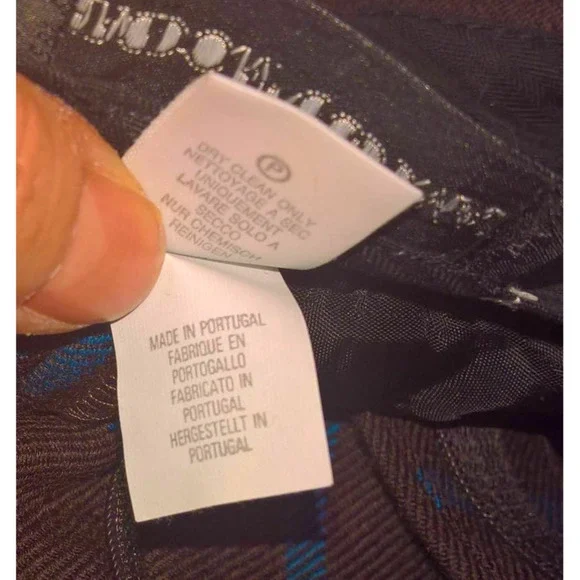 P
DRY CLEAN ONLY
NETTOYAGE A SEC
UNIQUEMENT
LAVARE SOLO A
SECCO
NUR CHEMISCH
REINIGEN
MADE IN PORTUGAL
FABRIQUE EN
PORTOGALLO
FABRICATO IN
PORTUGAL
HERGESTELLT IN
PORTUGAL